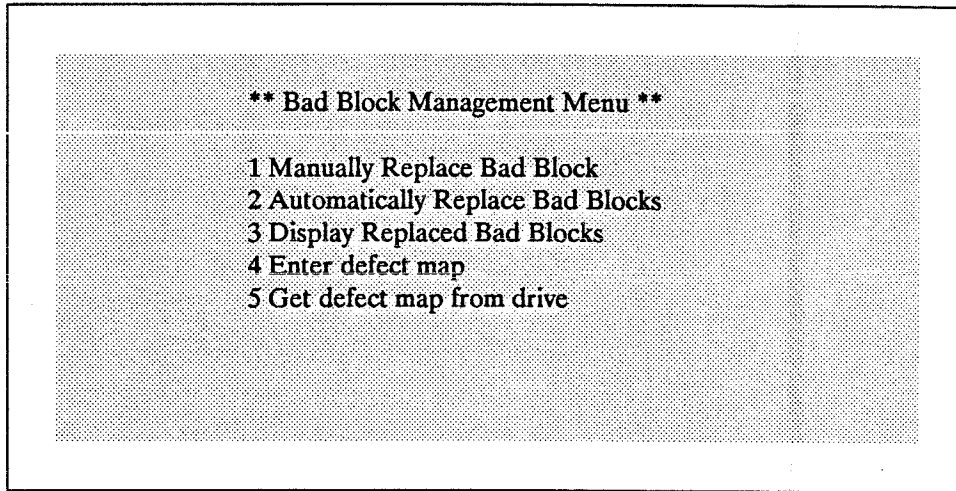 ** Bad Block Management Menu **
1 Manually Replace Bad Block
2 Automatically Replace Bad Blocks
3 Display Replaced Bad Blocks
4 Enter defect map
5 Get defect map from drive